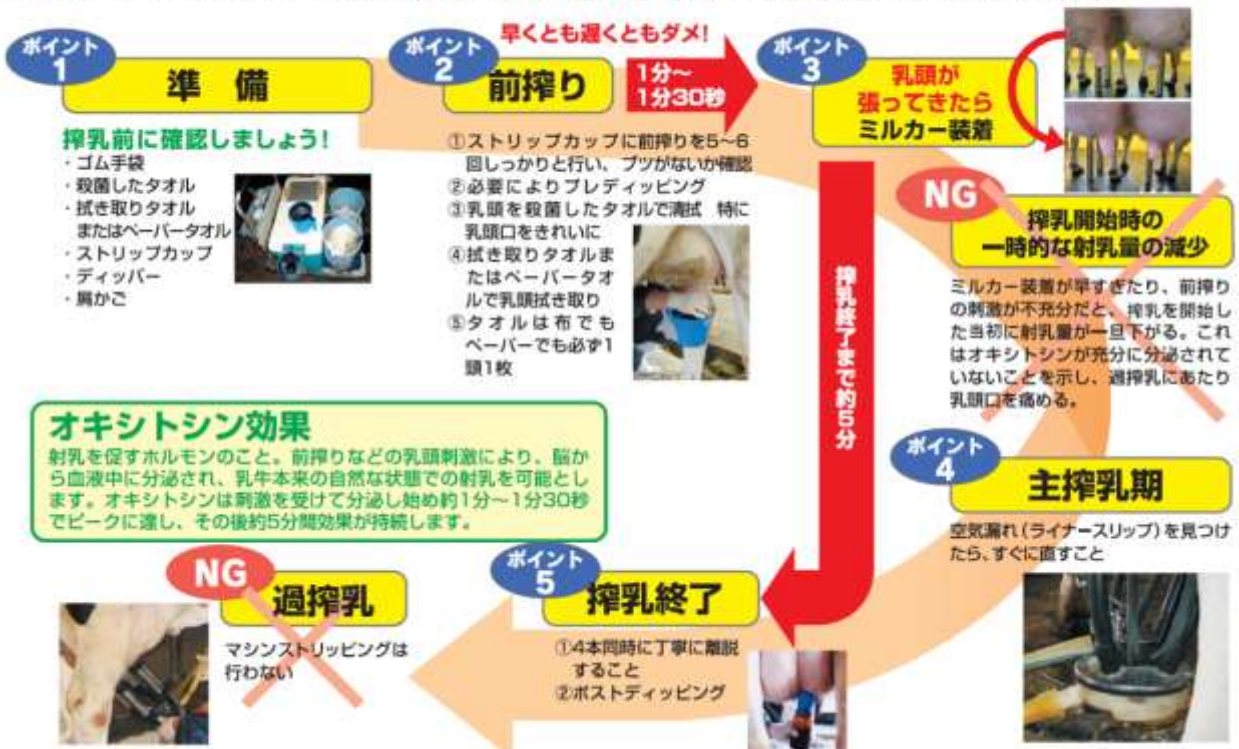 ポイント
1
準 備
搾乳前に確認しましょう!
・ゴム手袋
・殺菌したタオル
・拭き取りタオル
またはペーパータオル
・ストリップカップ
・ディッパー
・肩かご
ポイント
2
前搾り
早くとも遅くともダメ!
1分~
1分30秒
①ストリップカップに前搾りを5~6
回しっかりと行い、ブツがないか確認
②必要によりプレディッピング
③乳頭を殺菌したタオルで清拭 特に
乳頭口をきれいに
④拭き取りタオルま
たはペーパータオ
ルで乳頭拭き取り
⑤タオルは布でも
ペーパーでも必ず1
頭1枚
ポイント
3
乳頭が
張ってきたら
ミルカー装着
搾乳終了まで約5分
NG
搾乳開始時の
一時的な射乳量の減少
ミルカー装着が早すぎたり、前搾り
の刺激が不充分だと、搾乳を開始し
た当初に射乳量が一旦下がる。これ
はオキシトシンが充分に分泌されて
いないことを示し、過搾乳にあたり
乳頭口を痛める。
オキシトシン効果
射乳を促すホルモンのこと。前搾りなどの乳頭刺激により、脳か
ら血液中に分泌され、乳牛本来の自然な状態での射乳を可能とし
ます。オキシトシンは刺激を受けて分泌し始め約1分~1分30秒
でピークに達し、その後約5分間効果が持続します。
ポイント
4
主搾乳期
空気漏れ(ライナースリップ)を見つけ
たら、すぐに直すこと
ポイント
5
搾乳終了
①4本同時に丁寧に離脱
すること
②ポストディッピング
NG
過搾乳
マシンストリッピングは
行わない